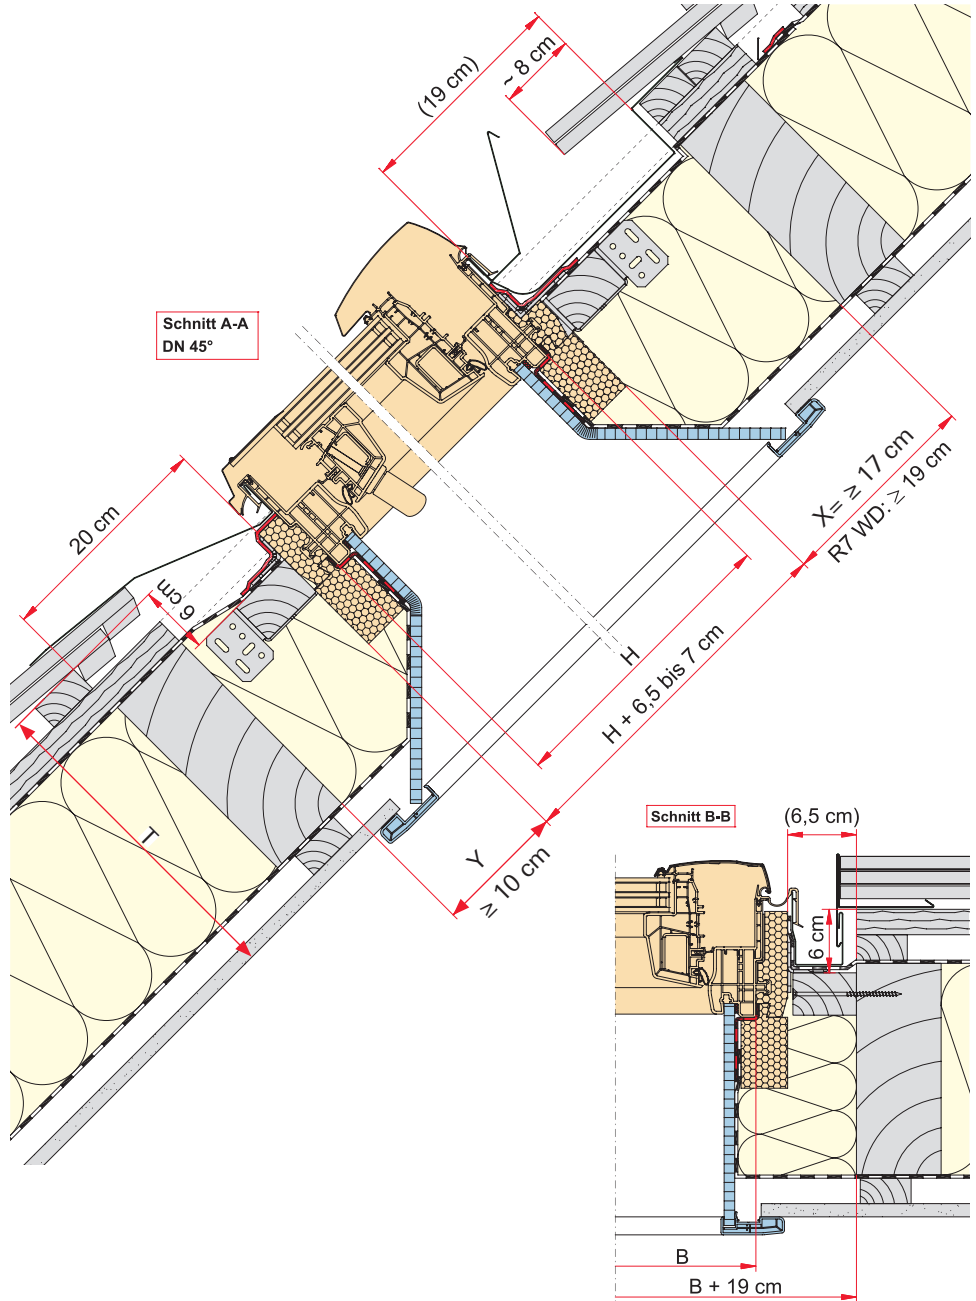 (19 cm)
~ 8 cm
Schnitt A-A
DN 45°
20 cm
6 cm
X= ≥ 17 cm
R7 WD: ≥ 19 cm
H
H + 6,5 bis 7 cm
T
Y
≥ 10 cm
Schnitt B-B
(6,5 cm)
6 cm
B
B + 19 cm